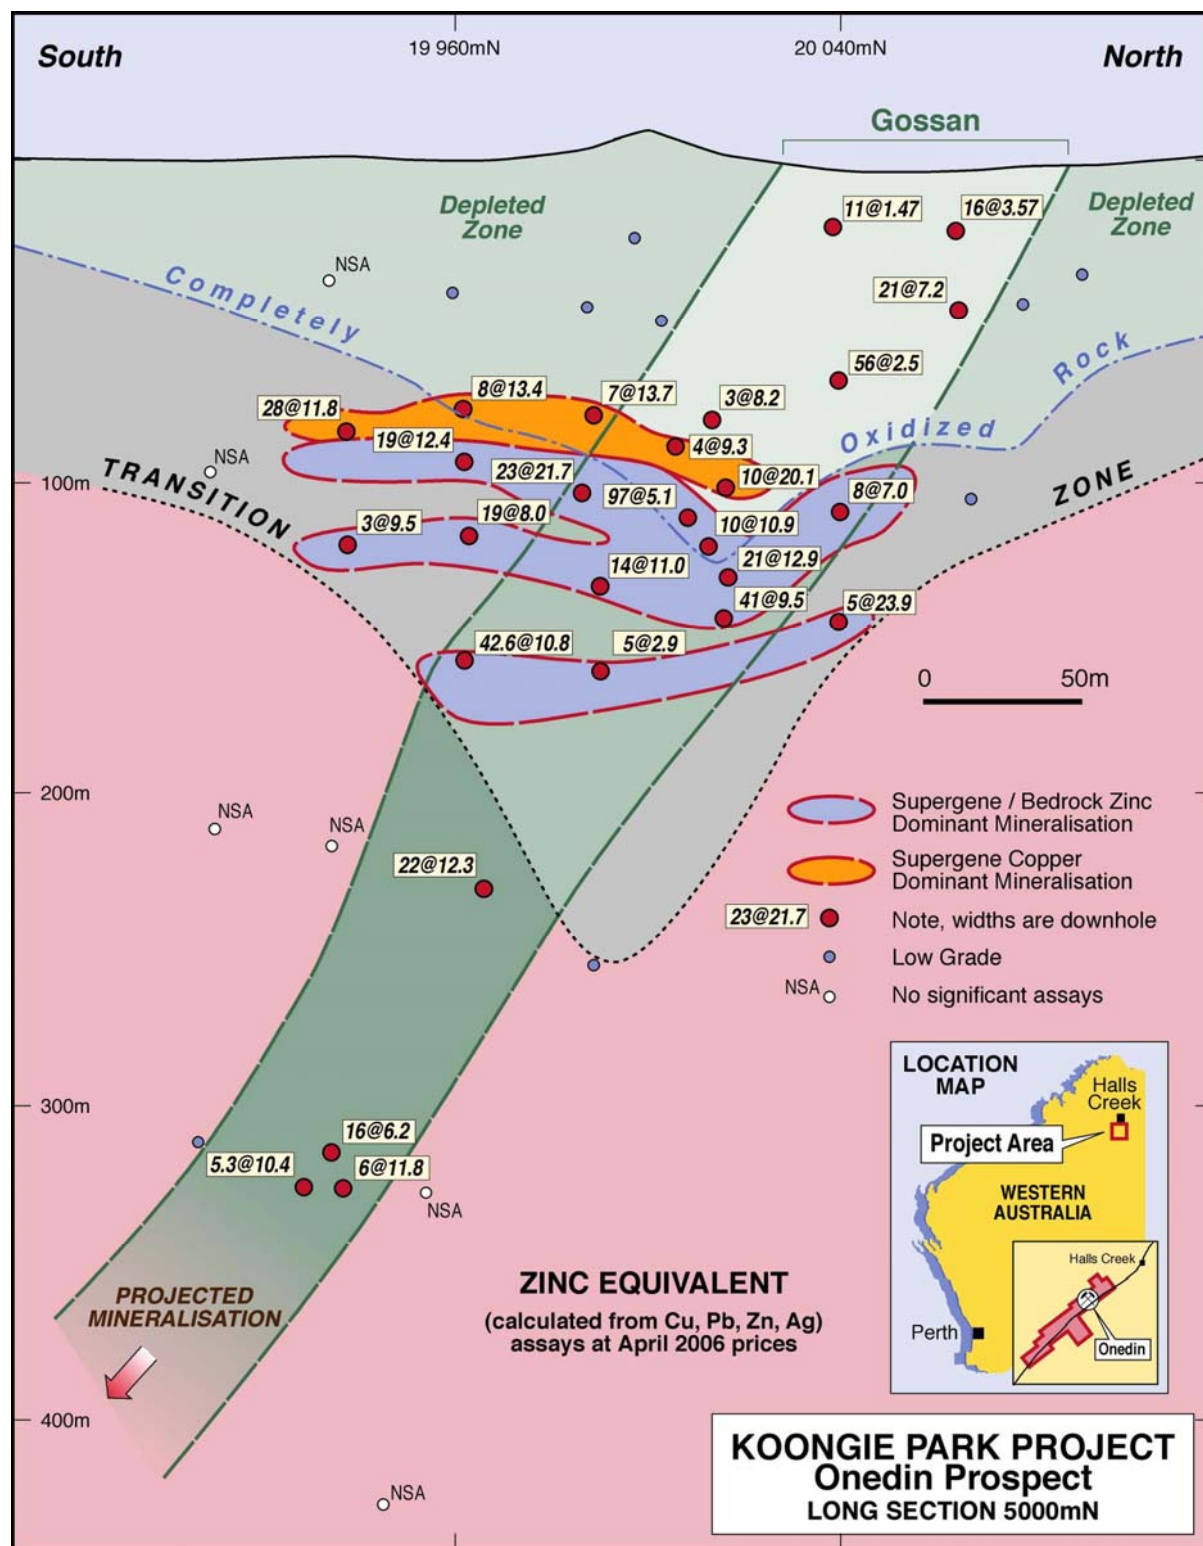 South
19 960mN
20 040mN
North
Gossan
Depleted
Zone
11@1.47
16@3.57
Depleted
Zone
NSA
Completely
21@7.2
Rock
56@2.5
8@13.4
7@13.7
3@8.2
28@11.8
Oxidized
19@12.4
4@9.3
NSA
23@21.7
10@20.1
100m
TRANSITION
97@5.1
8@7.0
ZONE
19@8.0
3@9.5
10@10.9
14@11.0
21@12.9
41@9.5
5@23.9
42.6@10.8
5@2.9
0
50m
200m
NSA
NSA
Supergene / Bedrock Zinc
Dominant Mineralisation
22@12.3
Supergene Copper
Dominant Mineralisation
23@21.7
Note, widths are downhole
Low Grade
NSA
No significant assays
LOCATION
MAP
Halls
Creek
300m
16@6.2
Project Area
5.3@10.4
6@11.8
NSA
WESTERN
AUSTRALIA
Halls Creek
PROJECTED
MINERALISATION
ZINC EQUIVALENT
(calculated from Cu, Pb, Zn, Ag)
assays at April 2006 prices
Perth
Onedin
400m
NSA
KOONGIE PARK PROJECT
Onedin Prospect
LONG SECTION 5000mN